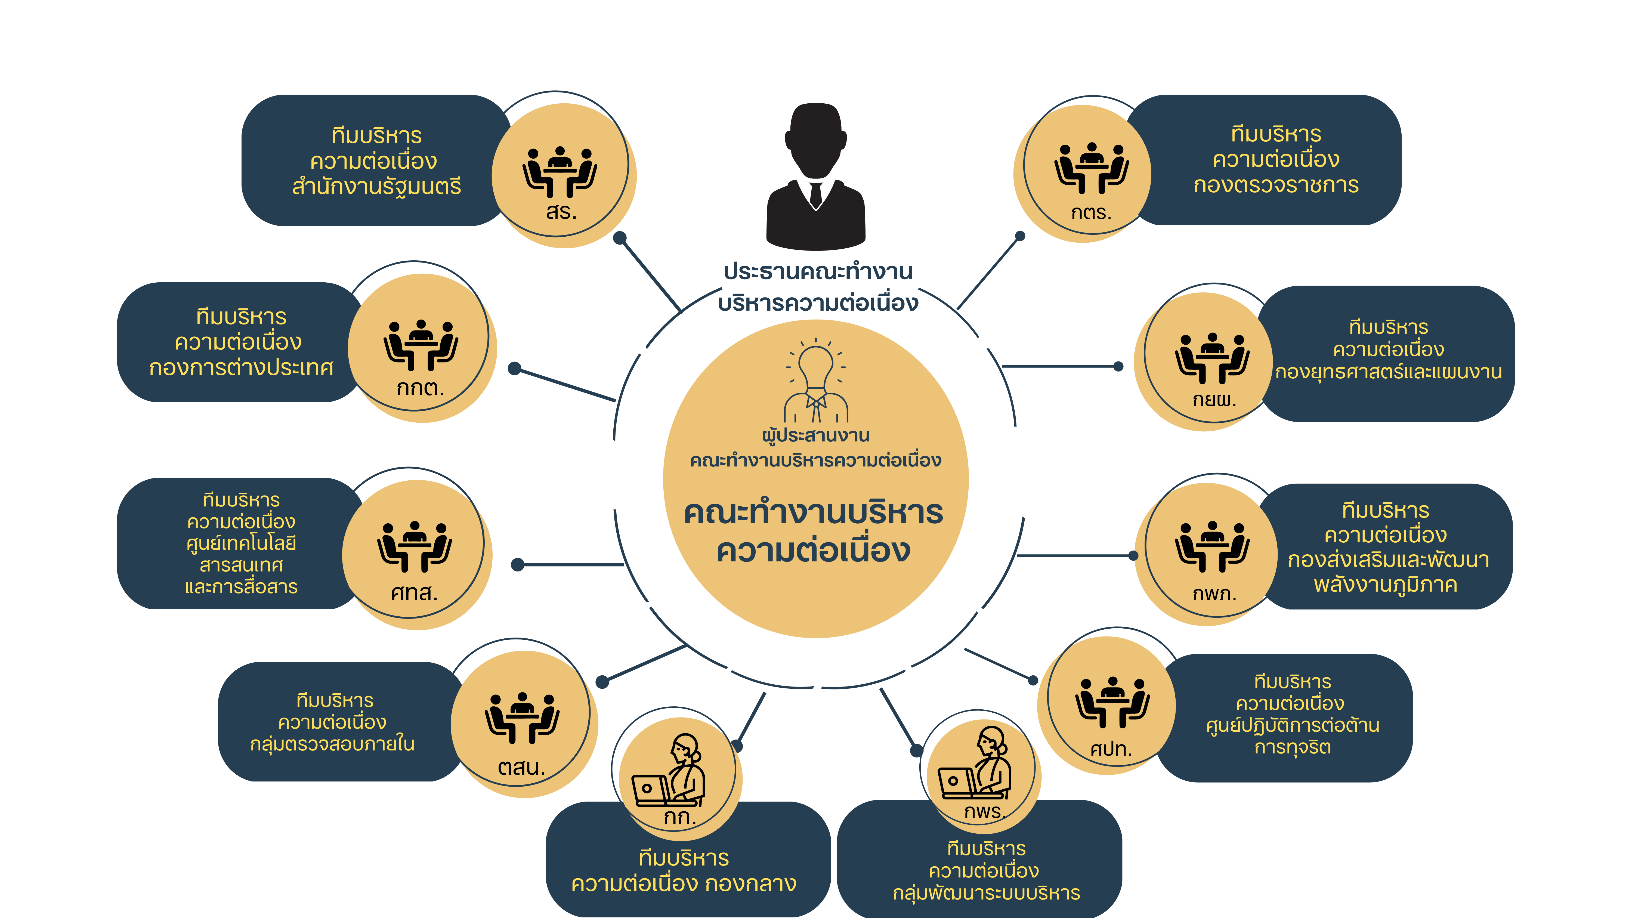 ทีมบริหาร
ความต่อเนื่อง
สำนักงานรัฐมนตรี
สร.
ประธานคณะทำงาน
บริหารความต่อเนื่อง
กตร.
ทีมบริหาร
ความต่อเนื่อง
กองตรวจราชการ
ทีมบริหาร
ความต่อเนื่อง
กองการต่างประเทศ
กกต.
ผู้ประสานงาน
คณะทำงานบริหารความต่อเนื่อง
คณะทำงานบริหาร
ความต่อเนื่อง
กยผ.
ทีมบริหาร
ความต่อเนื่อง
กองยุทธศาสตร์และแผนงาน
ทีมบริหาร
ความต่อเนื่อง
ศูนย์เทคโนโลยี
สารสนเทศ
และการสื่อสาร
ศทส.
กพภ.
ทีมบริหาร
ความต่อเนื่อง
กองส่งเสริมและพัฒนา
พลังงานภูมิภาค
ทีมบริหาร
ความต่อเนื่อง
กลุ่มตรวจสอบภายใน
ตสน.
ศปท.
ทีมบริหาร
ความต่อเนื่อง
ศูนย์ปฏิบัติการต่อต้าน
การทุจริต
กก.
ทีมบริหาร
ความต่อเนื่อง กองกลาง
กพร.
ทีมบริหาร
ความต่อเนื่อง
กลุ่มพัฒนาระบบบริหาร